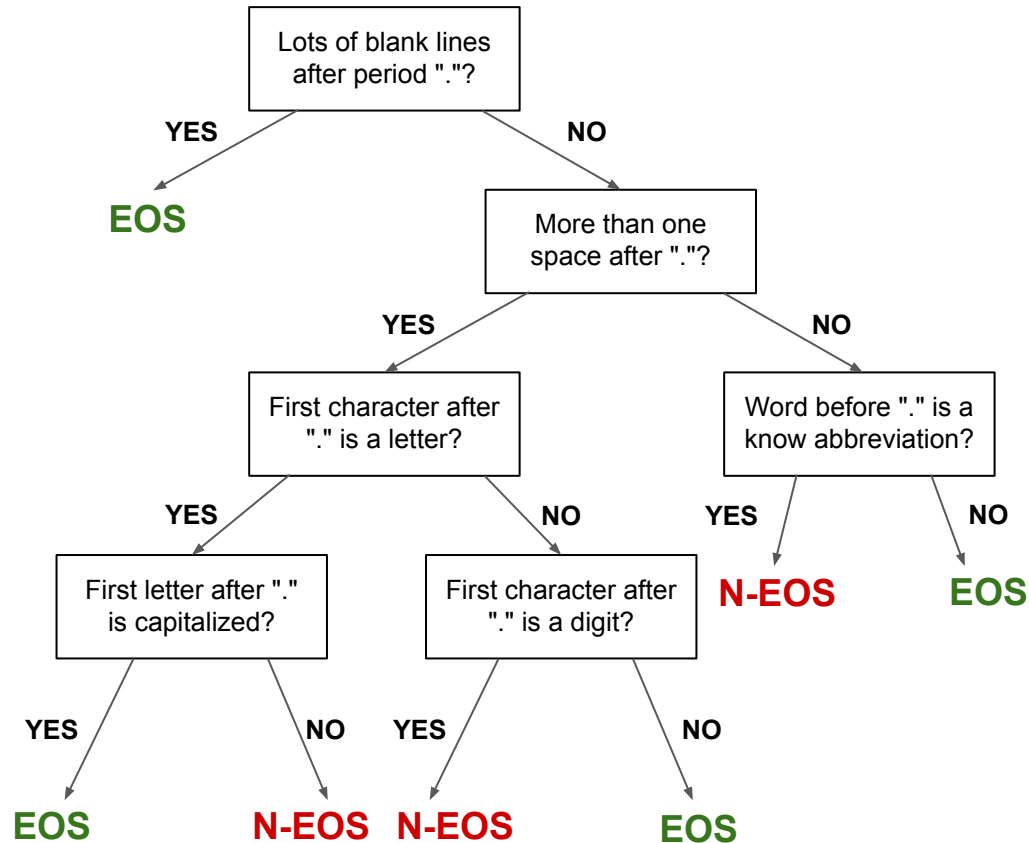 Lots of blank lines
after period "."?
YES
NO
EOS
More than one
space after "."?
YES
NO
First character after
"." is a letter?
Word before "." is a
know abbreviation?
YES
NO
YES
NO
First letter after "."
is capitalized?
First character after
"." is a digit?
N-EOS
EOS
YES
NO
YES
NO
EOS
N-EOS
N-EOS
EOS